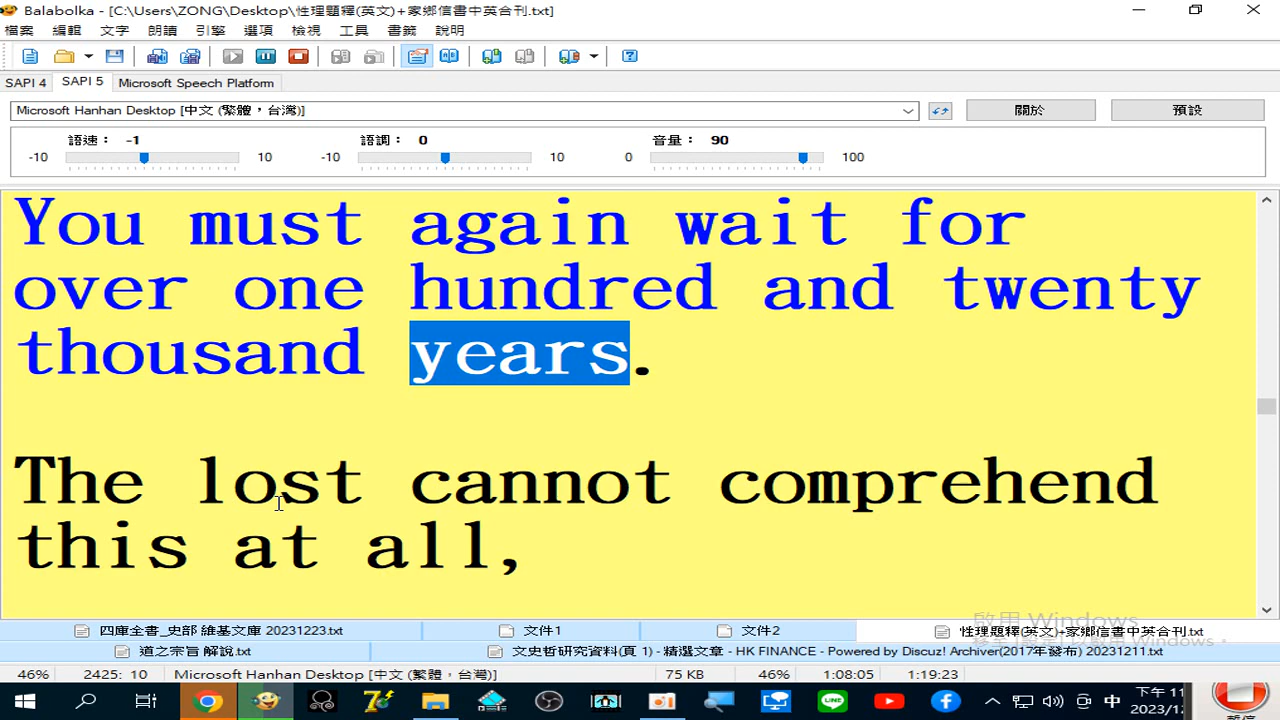 Balabolka - [C:\Users\ZONG\Desktop\性理題釋(英文)+家鄉信書中英合刊.txt]
檔案 編輯 文字 朗讀 引擎 選項 檢視 工具 書籤 說明
SAPI 4 SAPI 5 Microsoft Speech Platform
Microsoft Hanhan Desktop [中文 (繁體，台灣)] 關於 預設
語速： -1 語調： 0 音量： 90
-10 10 -10 10 0 100
You must again wait for
over one hundred and twenty
thousand years.
The lost cannot comprehend
this at all,
啟用 Windows
四庫全書_史部 維基文庫 20231223.txt 文件1 文件2 性理題釋(英文)+家鄉信書中英合刊.txt
道之宗旨 解說.txt 文史哲研究資料(頁 1) - 精選文章 - HK FINANCE - Powered by Discuz! Archiver(2017年發布) 20231211.txt
46% 2425: 10 Microsoft Hanhan Desktop [中文 (繁體，台灣)] 75 KB 46% 1:08:05 1:19:23
中 下午 11
2023/12